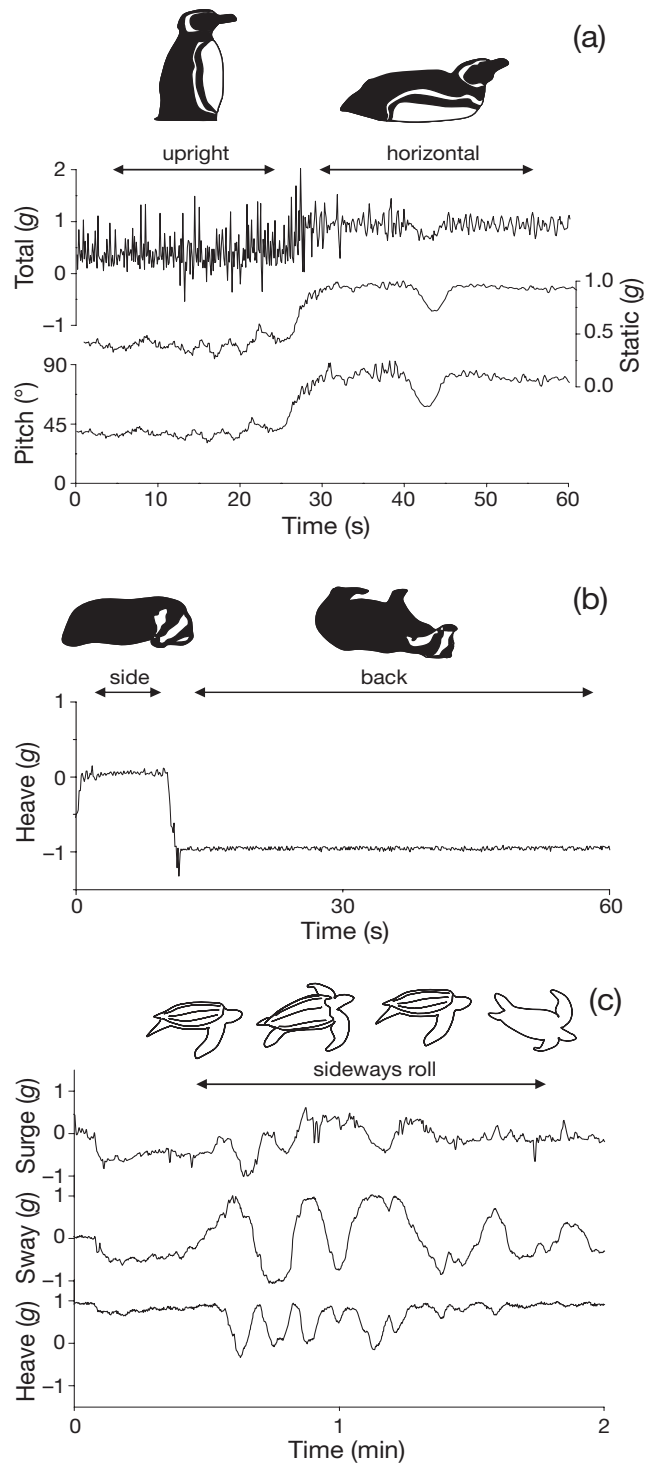 (a)
upright horizontal
Total (g)
2
1
0
−1
Static (g)
1.0
0.5
0.0
Pitch (°)
90
45
0
0 10 20 30 40 50 60
Time (s)
(b)
side back
Heave (g)
1
0
−1
0 30 60
Time (s)
(c)
sideways roll
Surge (g)
1
0
−1
Sway (g)
1
0
−1
Heave (g)
1
0
−1
0 1 2
Time (min)